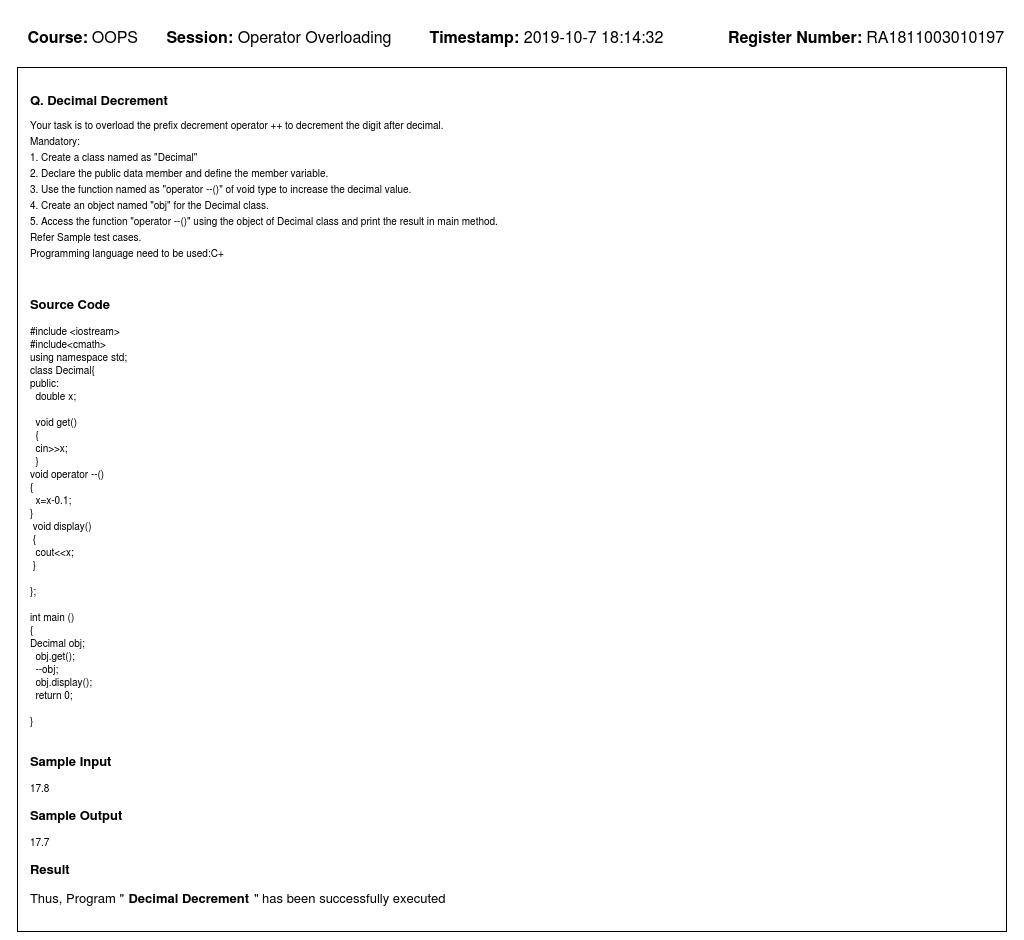 Course: OOPS Session: Operator Overloading Timestamp: 2019-10-7 18:14:32 Register Number: RA1811003010197
Q. Decimal Decrement
Your task is to overload the prefix decrement operator ++ to decrement the digit after decimal.
Mandatory:
1. Create a class named as "Decimal"
2. Declare the public data member and define the member variable.
3. Use the function named as "operator --()" of void type to increase the decimal value.
4. Create an object named "obj" for the Decimal class.
5. Access the function "operator --()" using the object of Decimal class and print the result in main method.
Refer Sample test cases.
Programming language need to be used:C+
Source Code
#include <iostream>
#include<cmath>
using namespace std;
class Decimal{
public:
double x;
void get()
{
cin>>x;
}
void operator --()
{
x=x-0.1;
}
void display()
{
cout<<x;
}
};
int main ()
{
Decimal obj;
obj.get();
--obj;
obj.display();
return 0;
}
Sample Input
17.8
Sample Output
17.7
Result
Thus, Program " Decimal Decrement " has been successfully executed